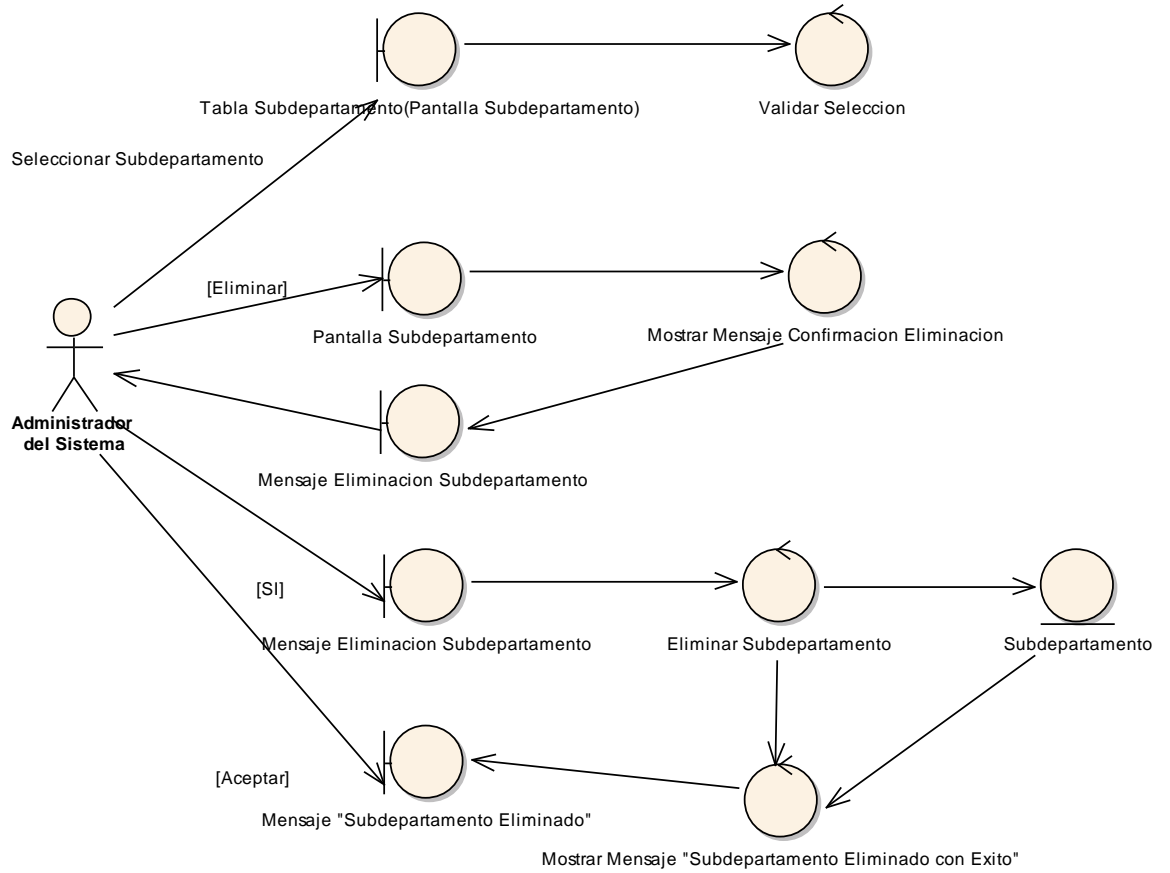 Tabla Subdepartamento(Pantalla Subdepartamento)
Validar Seleccion
Seleccionar Subdepartamento
[Eliminar]
Pantalla Subdepartamento
Mostrar Mensaje Confirmacion Eliminacion
Administrador
del Sistema
Mensaje Eliminacion Subdepartamento
[SI]
Mensaje Eliminacion Subdepartamento
Eliminar Subdepartamento
Subdepartamento
[Aceptar]
Mensaje "Subdepartamento Eliminado"
Mostrar Mensaje "Subdepartamento Eliminado con Exito"